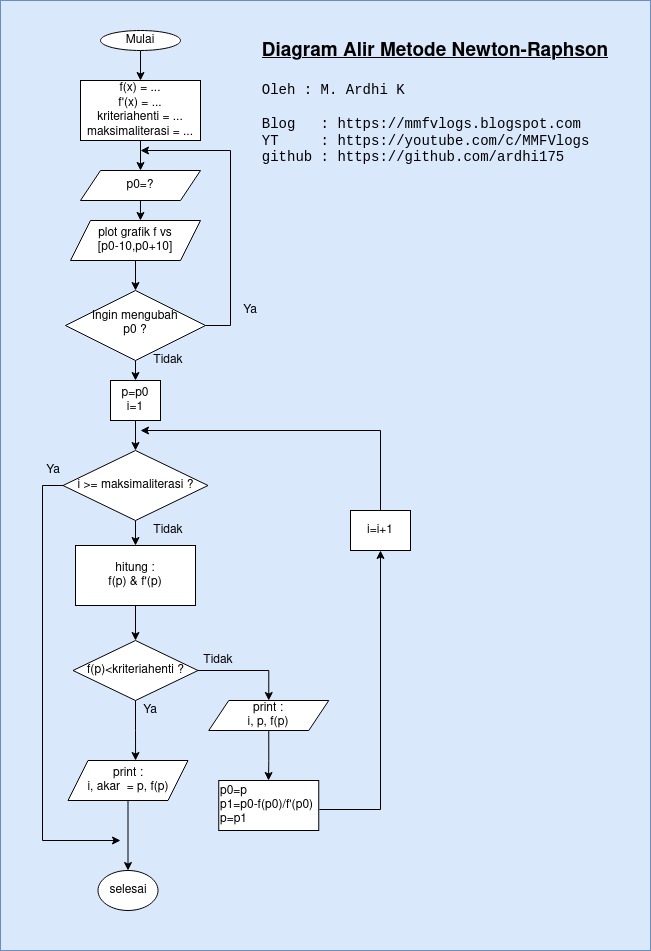 Mulai
Diagram Alir Metode Newton-Raphson
f(x) = ...
f'(x) = ...
kriteriahenti = ...
maksimaliterasi = ...
Oleh : M. Ardhi K
Blog   : https://mmfvlogs.blogspot.com
YT     : https://youtube.com/c/MMFVlogs
github : https://github.com/ardhi175
p0=?
plot grafik f vs
[p0-10,p0+10]
Ingin mengubah
p0 ?
Ya
Tidak
p=p0
i=1
Ya
i >= maksimaliterasi ?
Tidak
i=i+1
hitung :
f(p) & f'(p)
f(p)<kriteriahenti ?
Tidak
Ya
print :
i, p, f(p)
print :
i, akar  = p, f(p)
p0=p
p1=p0-f(p0)/f'(p0)
p=p1
selesai